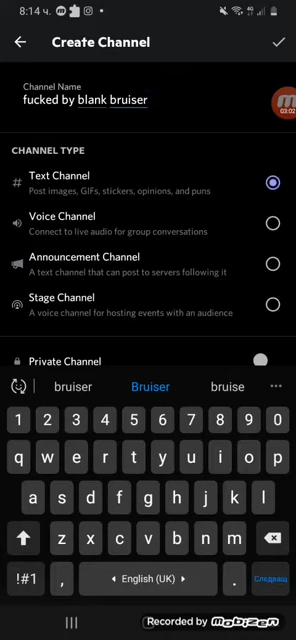 8:14 ч.
4G
Create Channel
Channel Name
fucked by blank bruiser
03:02
CHANNEL TYPE
Text Channel
Post images, GIFs, stickers, opinions, and puns
Voice Channel
Connect to live audio for group conversations
Announcement Channel
A text channel that can post to servers following it
Stage Channel
A voice channel for hosting events with an audience
Private Channel
bruiser Bruiser bruise
1 2 3 4 5 6 7 8 9 0
q w e r t y u i o p
a s d f g h j k l
z x c v b n m
!#1 , English (UK) . Следващ
Recorded by mobizen